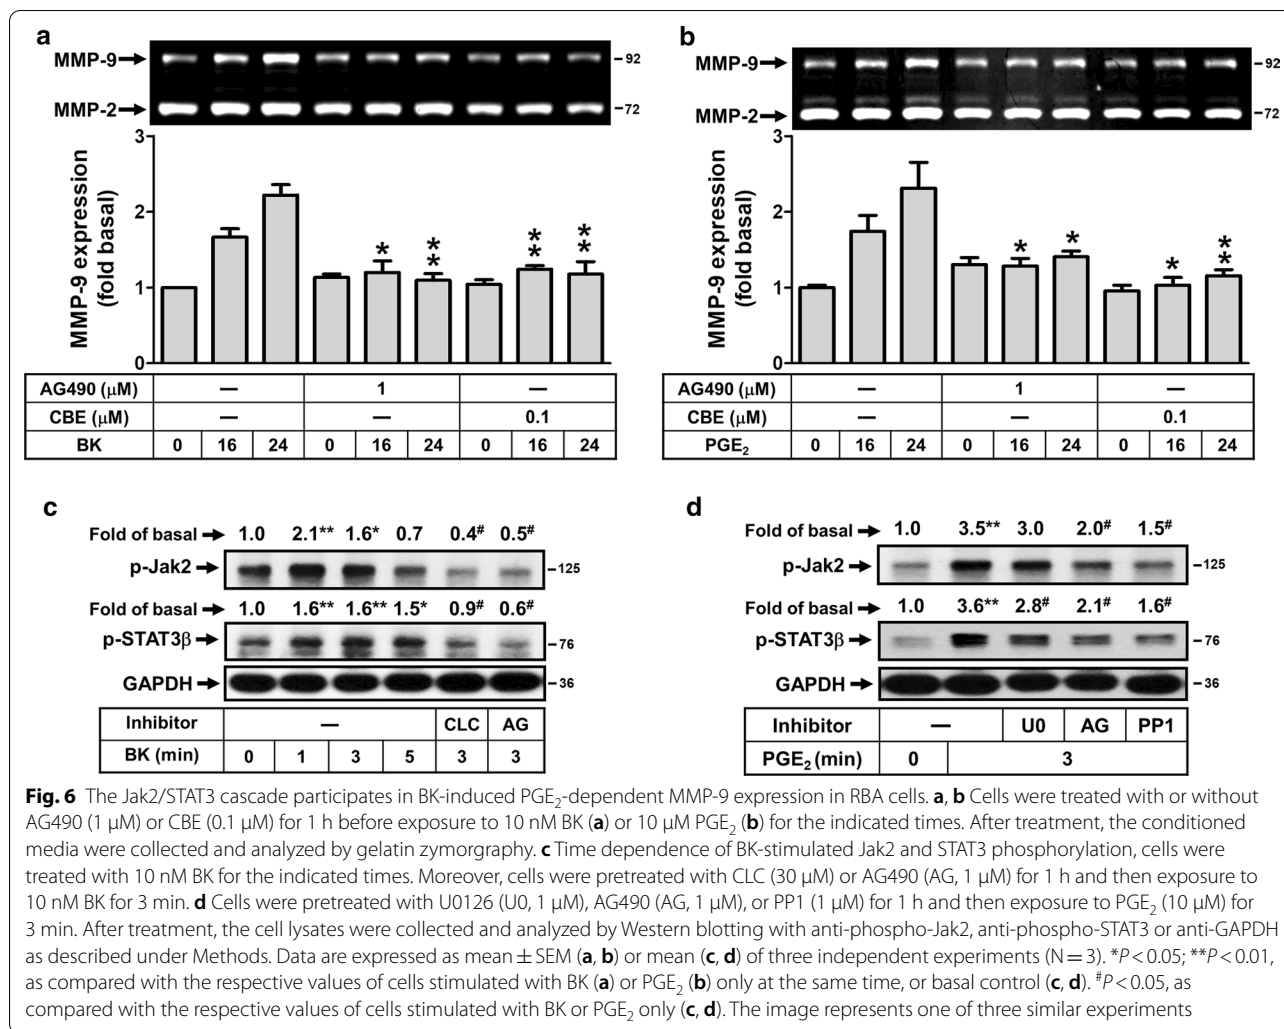 a
MMP-9
92
MMP-2
72
MMP-9 expression
(fold basal)
3
2
1
0
* ** ** **
AG490 (μM) — 1 —
CBE (μM) — — 0.1
BK 0 16 24 0 16 24 0 16 24
b
MMP-9
92
MMP-2
72
MMP-9 expression
(fold basal)
3
2
1
0
* * * **
AG490 (μM) — 1 —
CBE (μM) — — 0.1
PGE₂ 0 16 24 0 16 24 0 16 24
c
Fold of basal 1.0 2.1** 1.6* 0.7 0.4# 0.5#
p-Jak2 125
Fold of basal 1.0 1.6** 1.6** 1.5* 0.9# 0.6#
p-STAT3β 76
GAPDH 36
Inhibitor — CLC AG
BK (min) 0 1 3 5 3 3
d
Fold of basal 1.0 3.5** 3.0 2.0# 1.5#
p-Jak2 125
Fold of basal 1.0 3.6** 2.8# 2.1# 1.6#
p-STAT3β 76
GAPDH 36
Inhibitor — U0 AG PP1
PGE₂ (min) 0 3
Fig. 6 The Jak2/STAT3 cascade participates in BK-induced PGE₂-dependent MMP-9 expression in RBA cells. a, b Cells were treated with or without
AG490 (1 μM) or CBE (0.1 μM) for 1 h before exposure to 10 nM BK (a) or 10 μM PGE₂ (b) for the indicated times. After treatment, the conditioned
media were collected and analyzed by gelatin zymorgraphy. c Time dependence of BK-stimulated Jak2 and STAT3 phosphorylation, cells were
treated with 10 nM BK for the indicated times. Moreover, cells were pretreated with CLC (30 μM) or AG490 (AG, 1 μM) for 1 h and then exposure to
10 nM BK for 3 min. d Cells were pretreated with U0126 (U0, 1 μM), AG490 (AG, 1 μM), or PP1 (1 μM) for 1 h and then exposure to PGE₂ (10 μM) for
3 min. After treatment, the cell lysates were collected and analyzed by Western blotting with anti-phospho-Jak2, anti-phospho-STAT3 or anti-GAPDH
as described under Methods. Data are expressed as mean ± SEM (a, b) or mean (c, d) of three independent experiments (N = 3). *P < 0.05; **P < 0.01,
as compared with the respective values of cells stimulated with BK (a) or PGE₂ (b) only at the same time, or basal control (c, d). #P < 0.05, as
compared with the respective values of cells stimulated with BK or PGE₂ only (c, d). The image represents one of three similar experiments